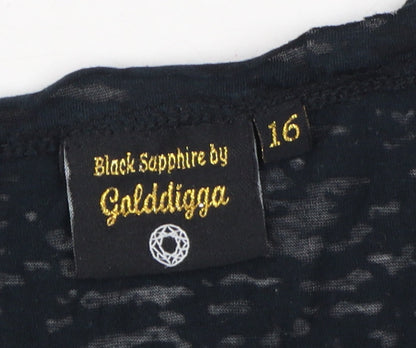 Black Sapphire by
Golddigga
16